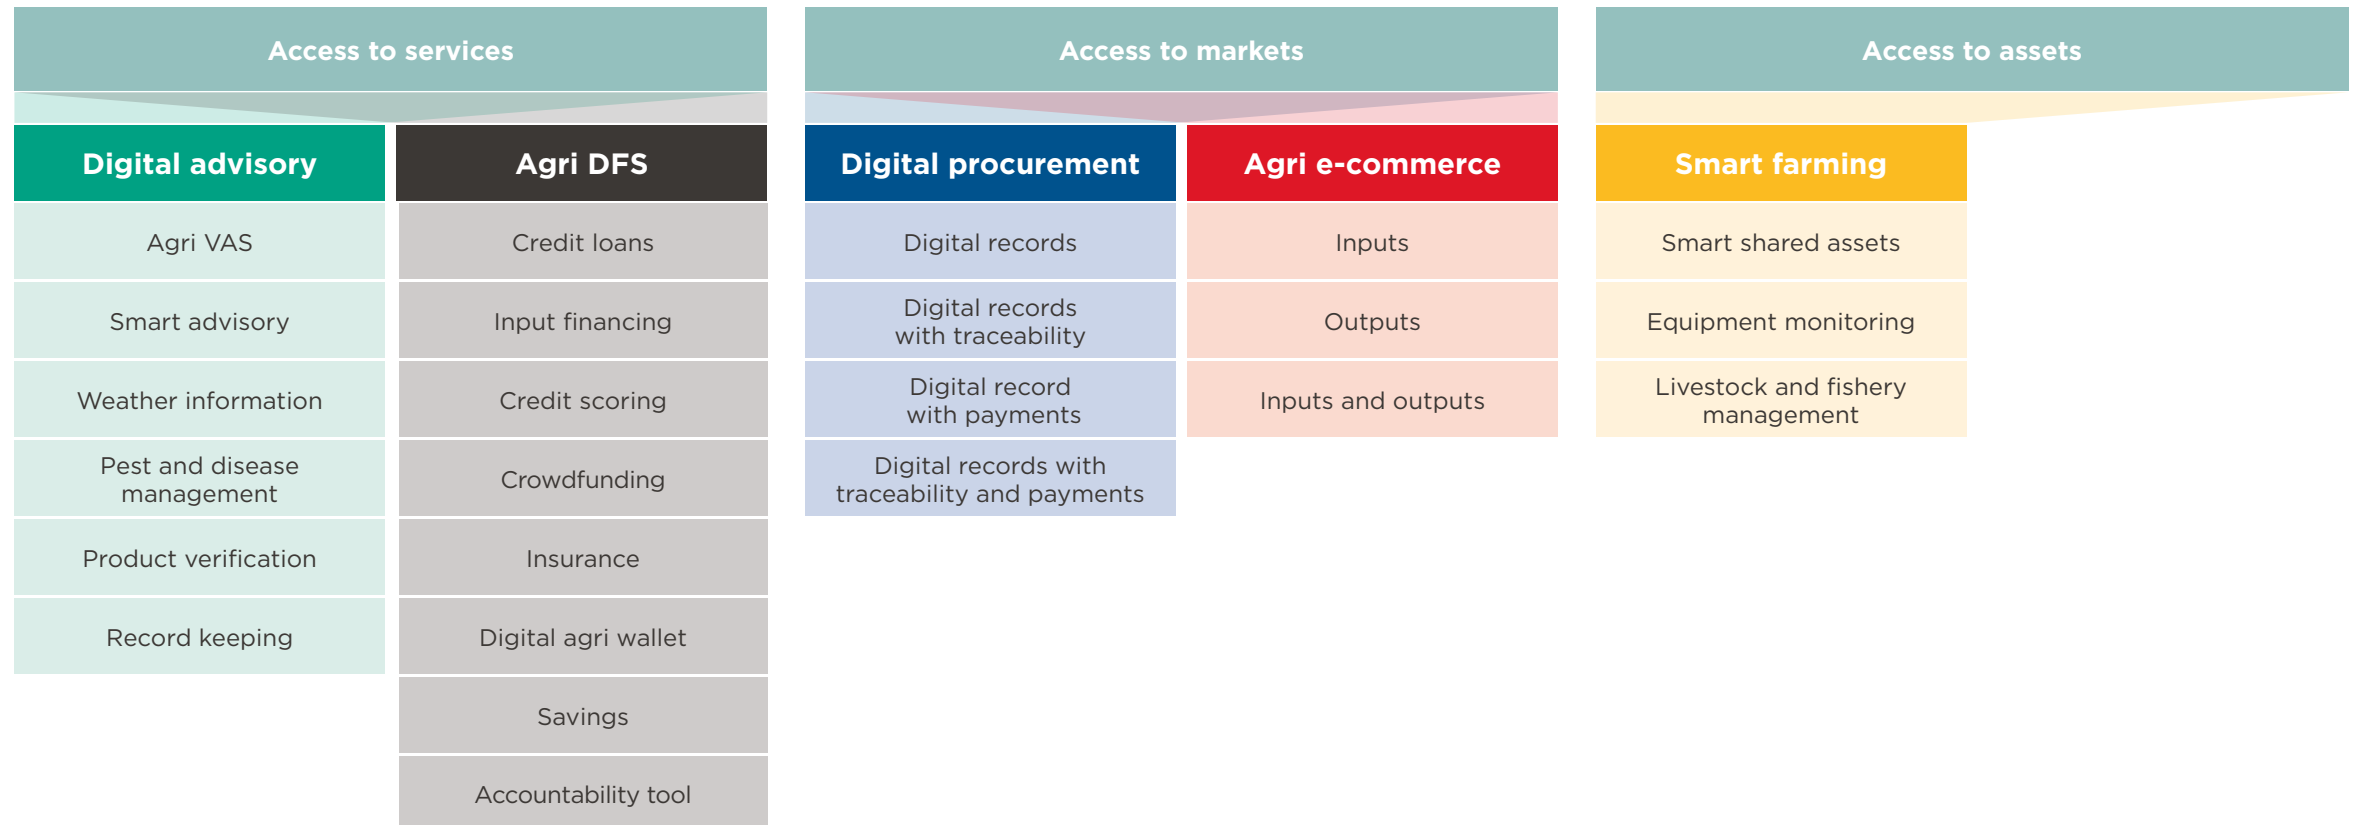 Access to services
Access to markets
Access to assets
Digital advisory
Agri VAS
Smart advisory
Weather information
Pest and disease
management
Product verification
Record keeping
Agri DFS
Credit loans
Input financing
Credit scoring
Crowdfunding
Insurance
Digital agri wallet
Savings
Accountability tool
Digital procurement
Digital records
Digital records
with traceability
Digital record
with payments
Digital records with
traceability and payments
Agri e-commerce
Inputs
Outputs
Inputs and outputs
Smart farming
Smart shared assets
Equipment monitoring
Livestock and fishery
management